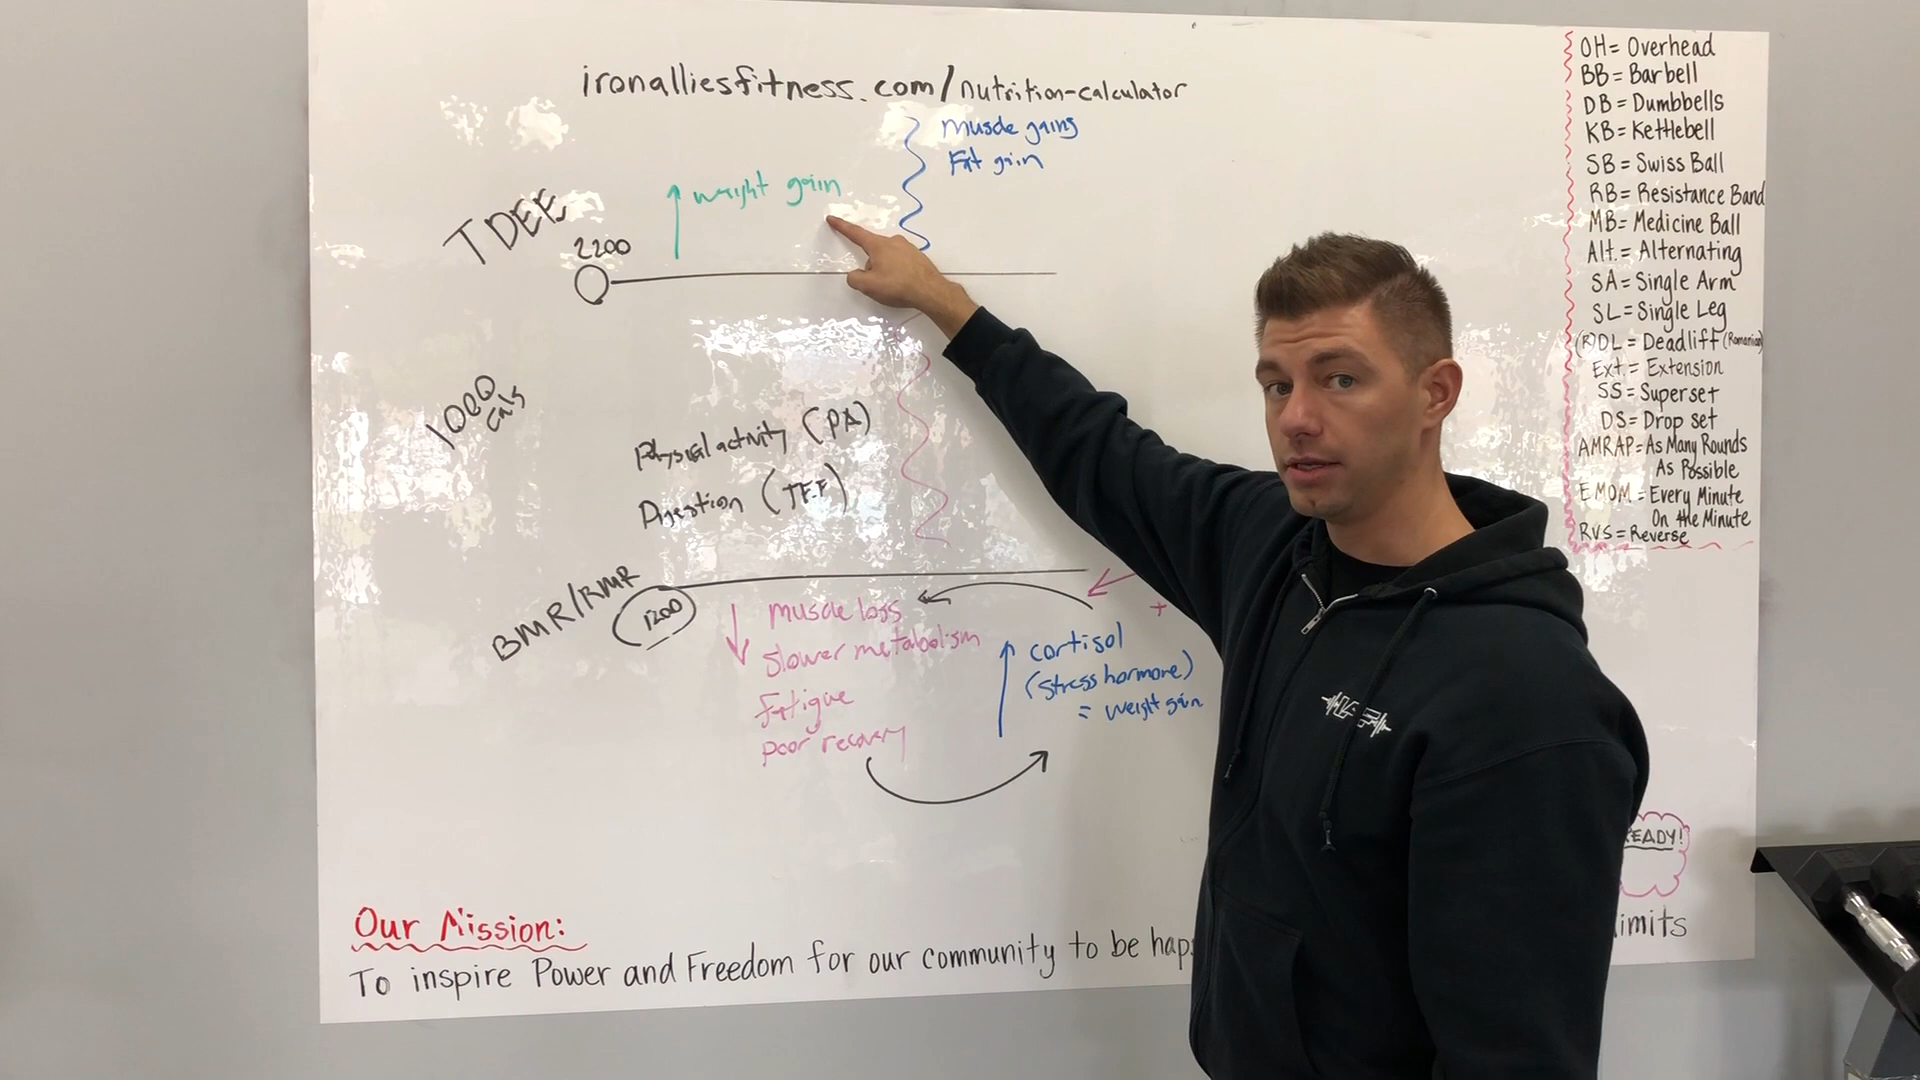 ironalliesfitness.com/nutrition-calculator
muscle gains
Fat gain
weight gain
TDEE
2200
1000
cals
Physical activity (PA)
Digestion (TEF)
BMR/RMR
1200
muscle loss
slower metabolism
fatigue
poor recovery
+
cortisol
(stress hormone)
= weight gain
OH= Overhead
BB= Barbell
DB= Dumbbells
KB= Kettlebell
SB= Swiss Ball
RB= Resistance Band
MB= Medicine Ball
Alt.= Alternating
SA= Single Arm
SL= Single Leg
(R)DL= Deadlift (Romanian)
Ext.= Extension
SS= Superset
DS= Drop set
AMRAP= As Many Rounds
As Possible
EMOM= Every Minute
On the Minute
RVS= Reverse
EADY!
Our Mission:
To inspire Power and Freedom for our community to be hap
imits